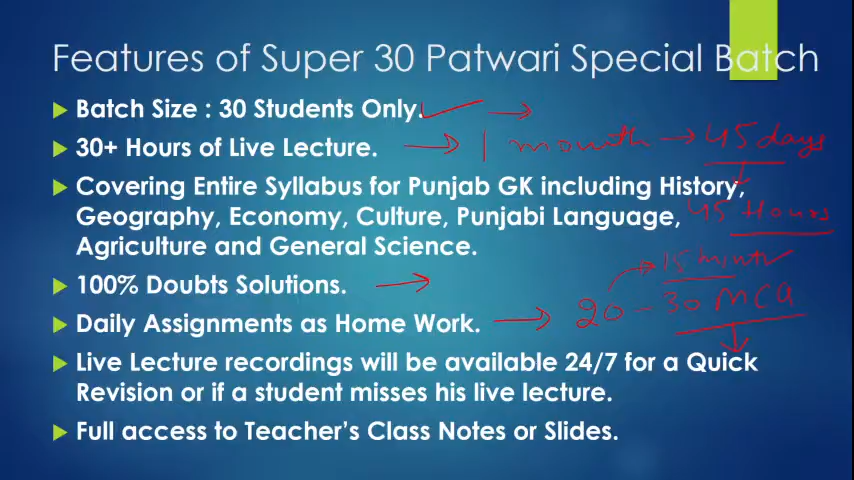 Features of Super 30 Patwari Special Batch
Batch Size : 30 Students Only.
30+ Hours of Live Lecture. 1 month → 45 days
Covering Entire Syllabus for Punjab GK including History,
Geography, Economy, Culture, Punjabi Language, 45 Hours
Agriculture and General Science.
15 mint
100% Doubts Solutions.
20-30 MCQ
Daily Assignments as Home Work.
Live Lecture recordings will be available 24/7 for a Quick
Revision or if a student misses his live lecture.
Full access to Teacher's Class Notes or Slides.